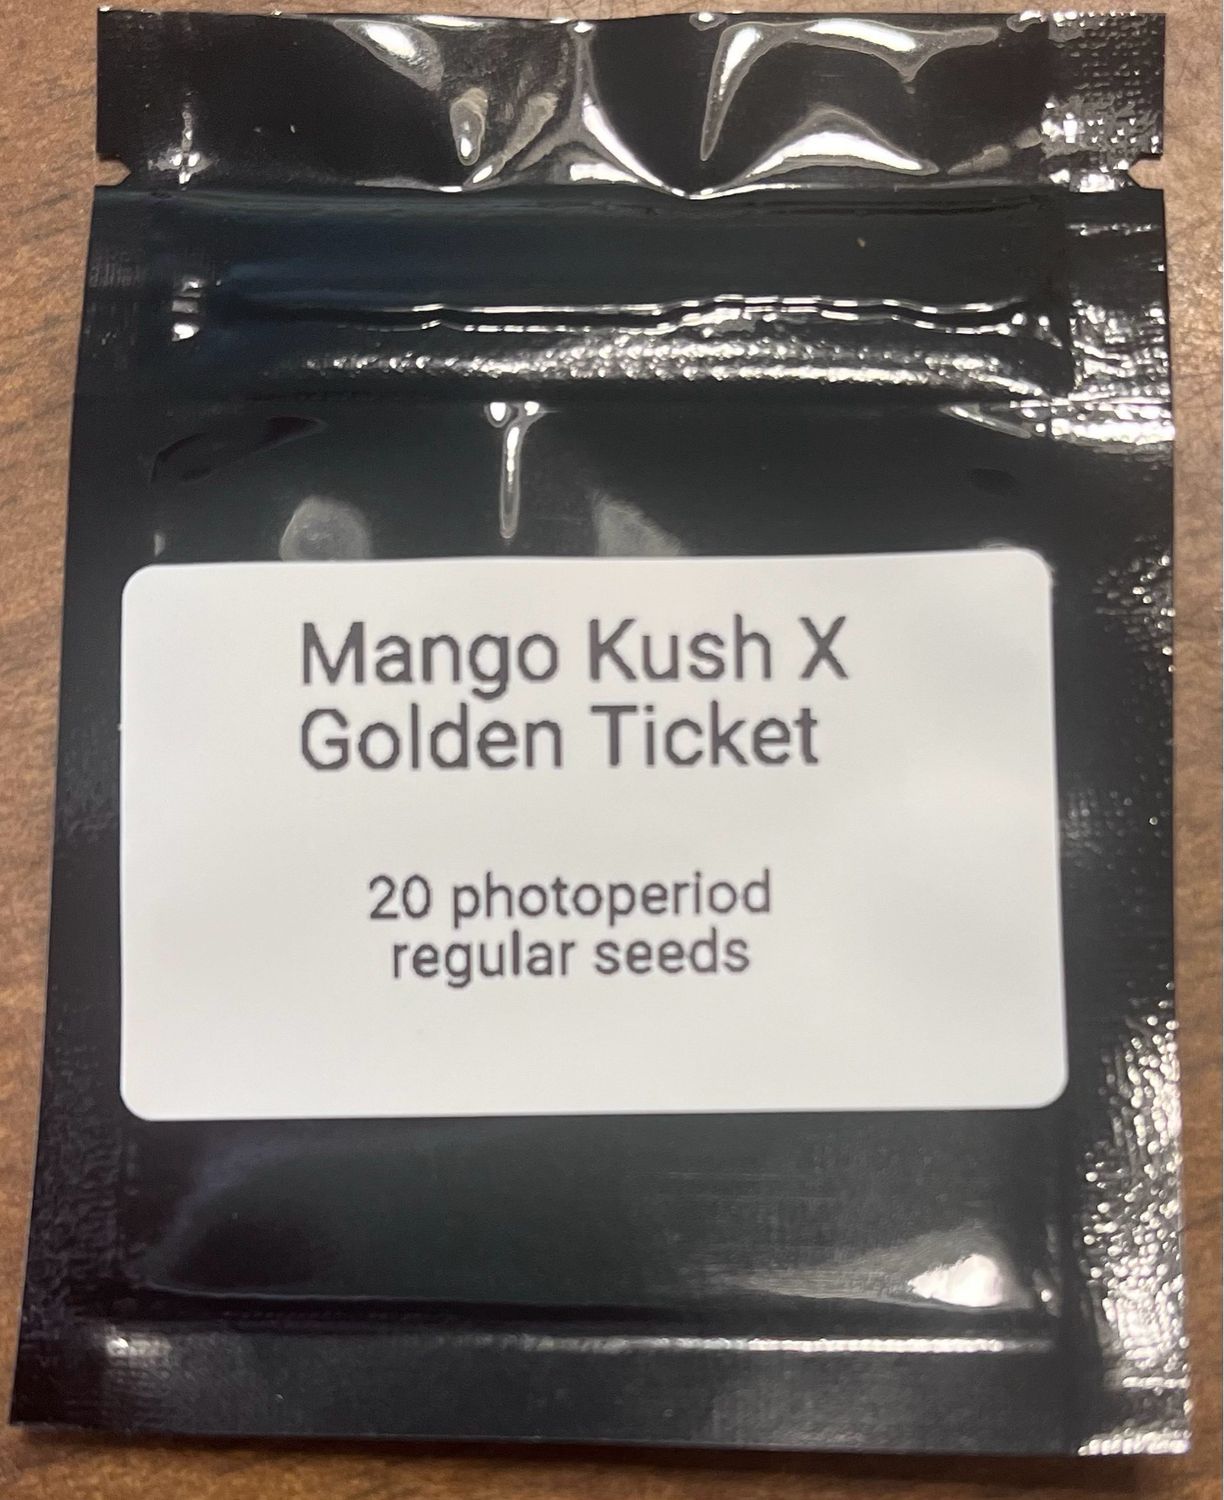 Mango Kush X
Golden Ticket
20 photoperiod
regular seeds